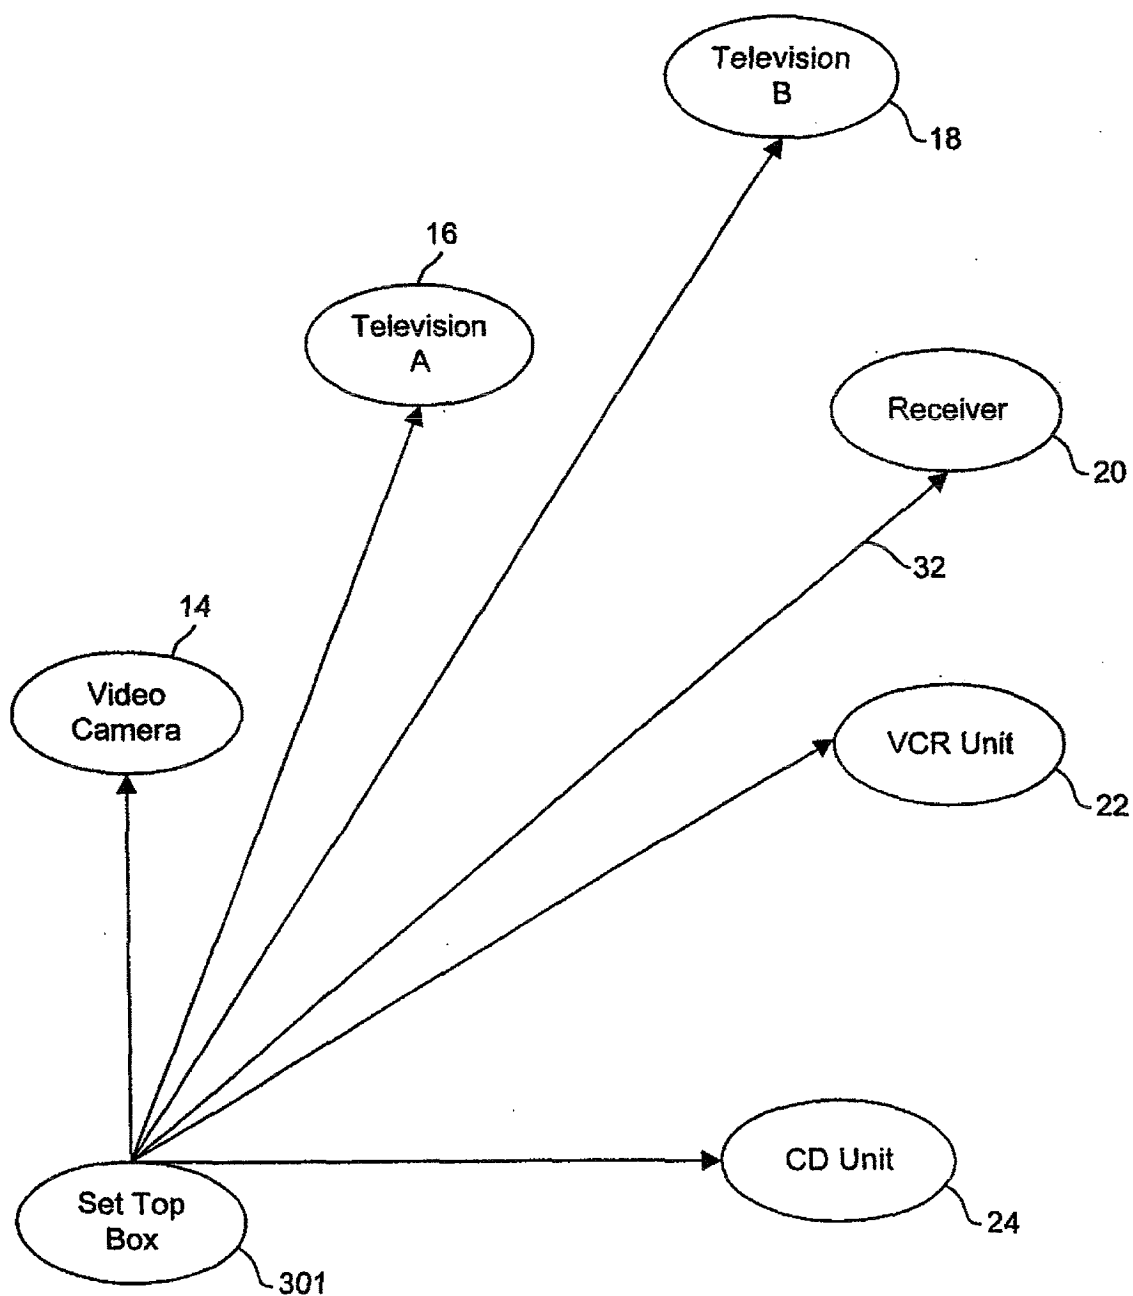 Television
B
18
16
Television
A
Receiver
20
32
14
Video
Camera
VCR Unit
22
CD Unit
24
Set Top
Box
301